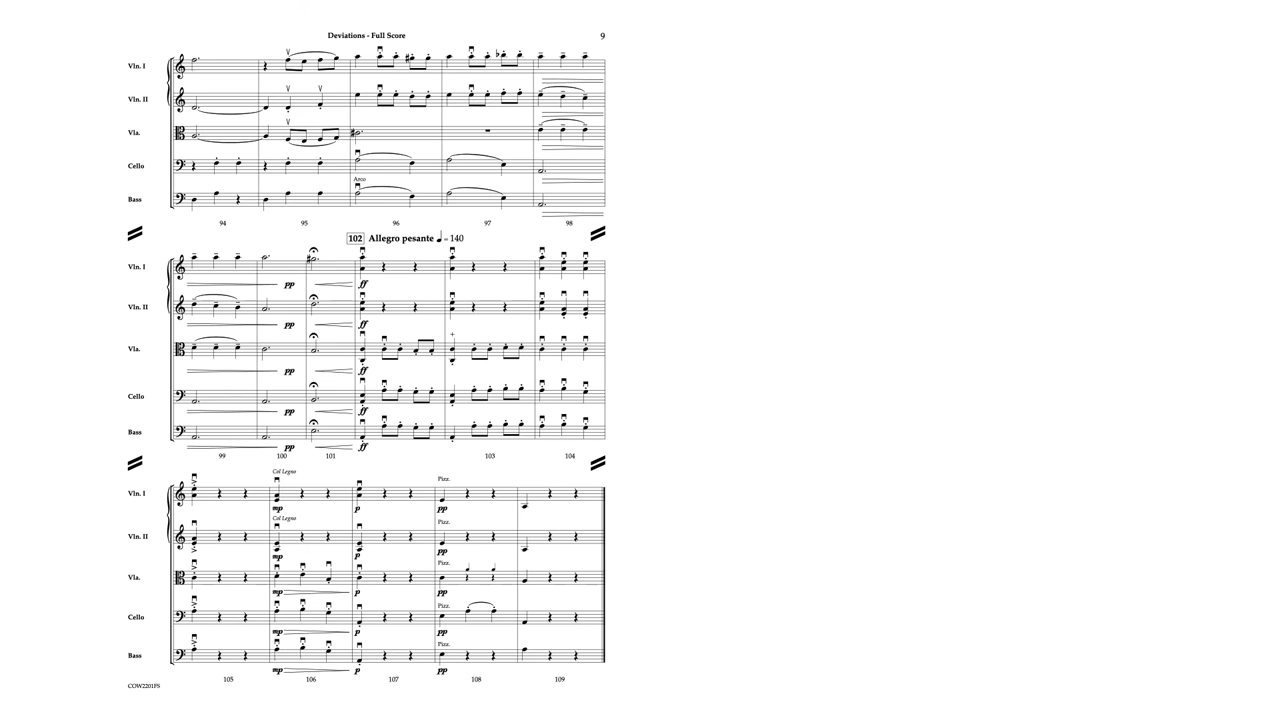 Deviations - Full Score 9
Vln. I
Vln. II
Vla.
Cello
Arco
Bass
94 95 96 97 98
102 Allegro pesante = 140
Vln. I
pp ff
Vln. II
pp ff
Vla.
pp ff
Cello
pp ff
Bass
pp ff
99 100 101 103 104
Col Legno
Pizz.
Vln. I
mp p pp
Col Legno
Pizz.
Vln. II
mp p pp
Pizz.
Vla.
mp p pp
Pizz.
Cello
mp p pp
Pizz.
Bass
mp p pp
105 106 107 108 109
COW2201FS